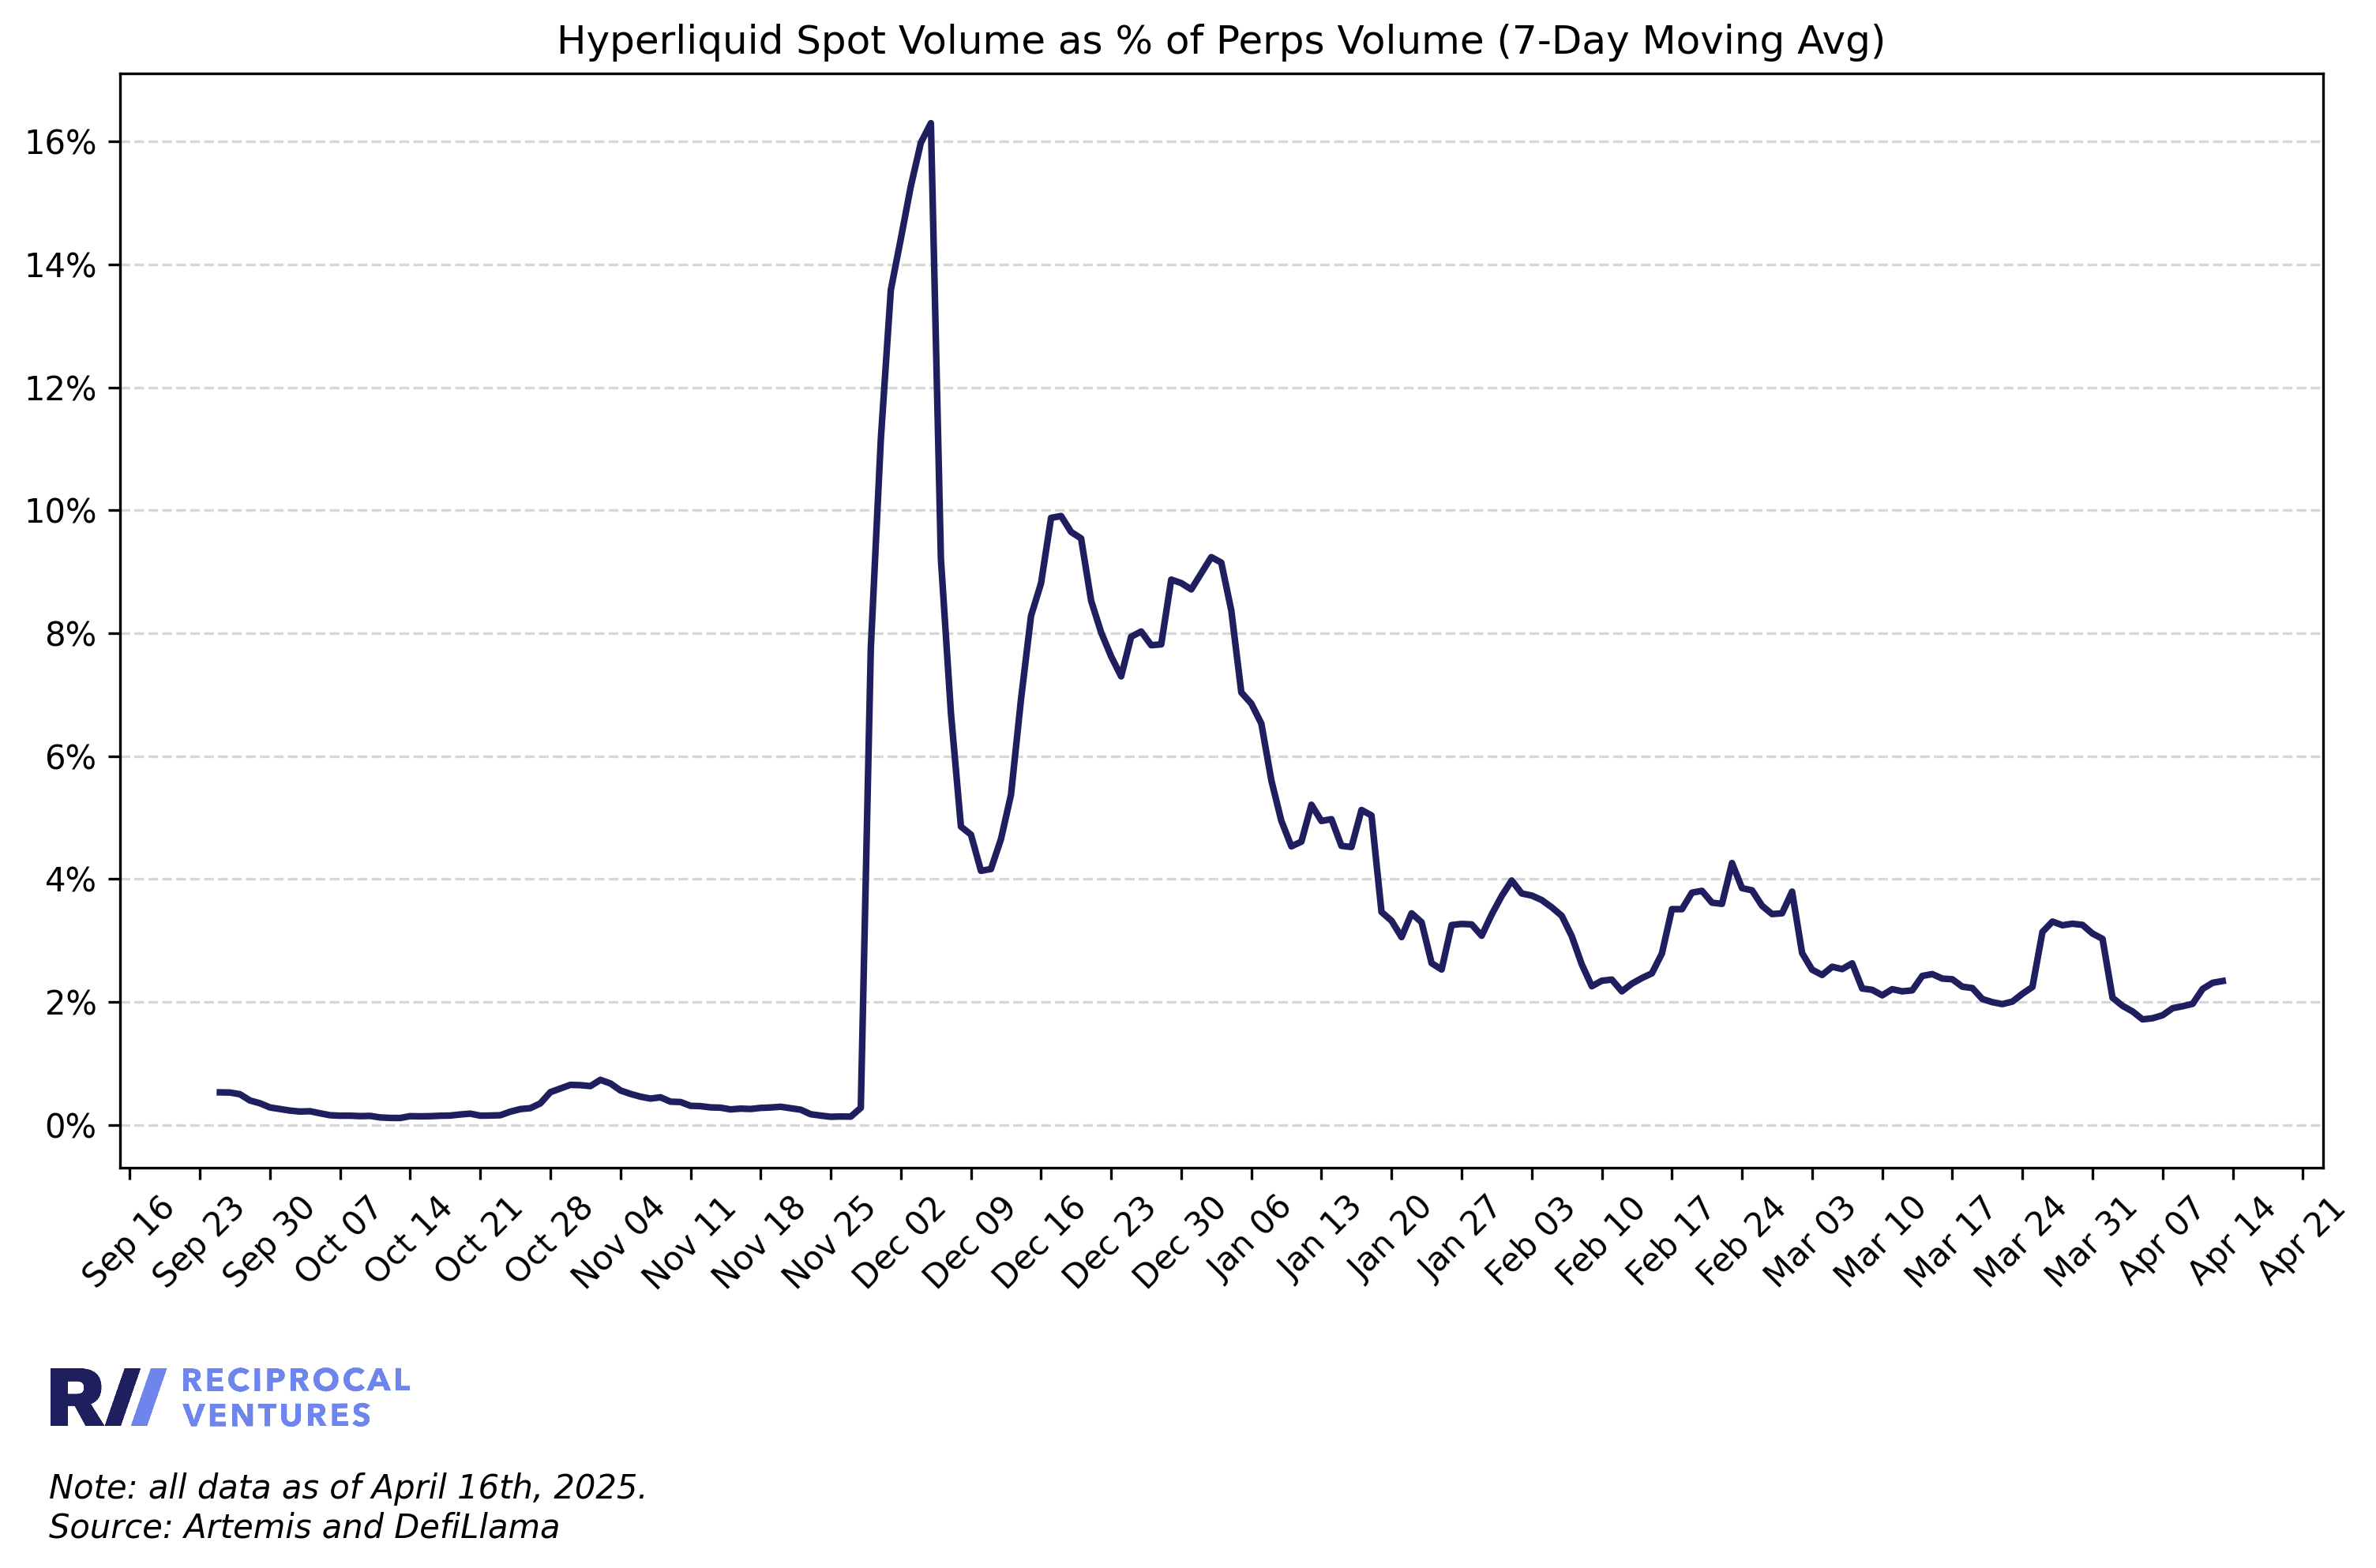 Hyperliquid Spot Volume as % of Perps Volume (7-Day Moving Avg)
16%
14%
12%
10%
8%
6%
4%
2%
0%
Sep 16
Sep 23
Sep 30
Oct 07
Oct 14
Oct 21
Oct 28
Nov 04
Nov 11
Nov 18
Nov 25
Dec 02
Dec 09
Dec 16
Dec 23
Dec 30
Jan 06
Jan 13
Jan 20
Jan 27
Feb 03
Feb 10
Feb 17
Feb 24
Mar 03
Mar 10
Mar 17
Mar 24
Mar 31
Apr 07
Apr 14
Apr 21
R
RECIPROCAL
VENTURES
Note: all data as of April 16th, 2025.
Source: Artemis and DefiLlama